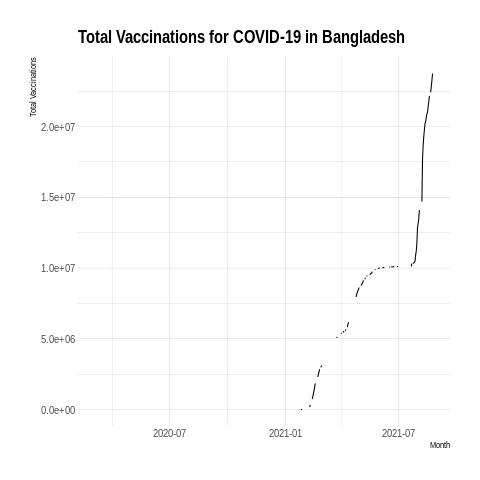 Total Vaccinations for COVID-19 in Bangladesh
Total Vaccinations
2.0e+07
1.5e+07
1.0e+07
5.0e+06
0.0e+00
2020-07 2021-01 2021-07
Month